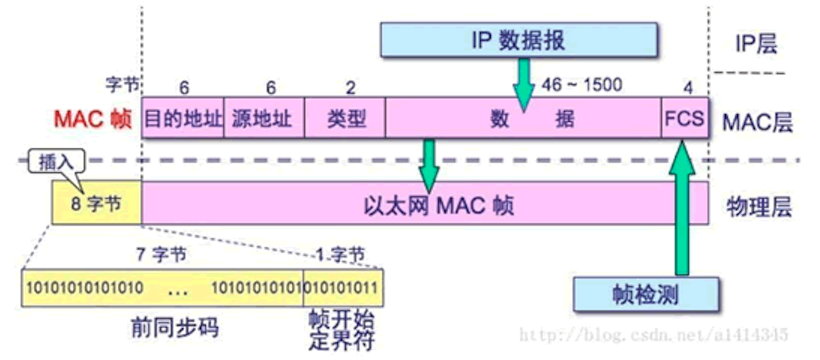 IP 数据报
IP层
字节 6 6 2 46 ~ 1500 4
MAC 帧 目的地址 源地址 类型 数 据 FCS MAC层
插入
8 字节 以太网 MAC 帧 物理层
7 字节 1 字节
10101010101010 ... 10101010101010101011
前同步码 帧开始
定界符
帧检测
http://blog.csdn.net/a1414345